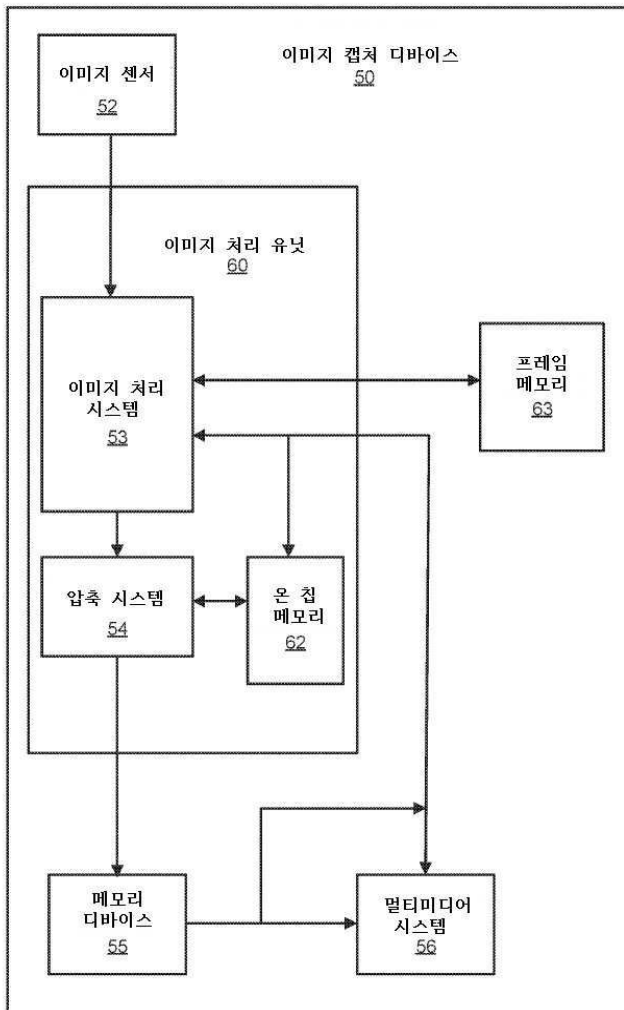 이미지 센서
52
이미지 캡처 디바이스
50
이미지 처리 유닛
60
이미지 처리
시스템
53
프레임
메모리
63
압축 시스템
54
온 칩
메모리
62
메모리
디바이스
55
멀티미디어
시스템
56